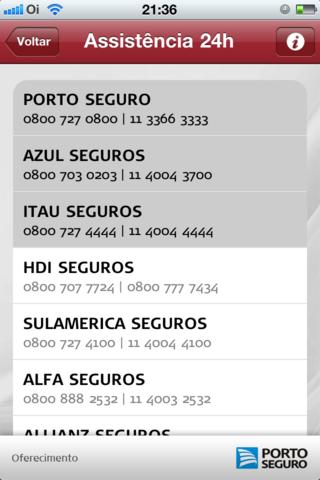 Oi 21:36
Voltar Assistência 24h
PORTO SEGURO
0800 727 0800 | 11 3366 3333
AZUL SEGUROS
0800 703 0203 | 11 4004 3700
ITAU SEGUROS
0800 727 4444 | 11 4004 4444
HDI SEGUROS
0800 707 7724 | 0800 777 7434
SULAMERICA SEGUROS
0800 727 4100 | 11 4004 4100
ALFA SEGUROS
0800 888 2532 | 11 4003 2532
ALLIANZ SEGUROS
Oferecimento
PORTO
SEGURO